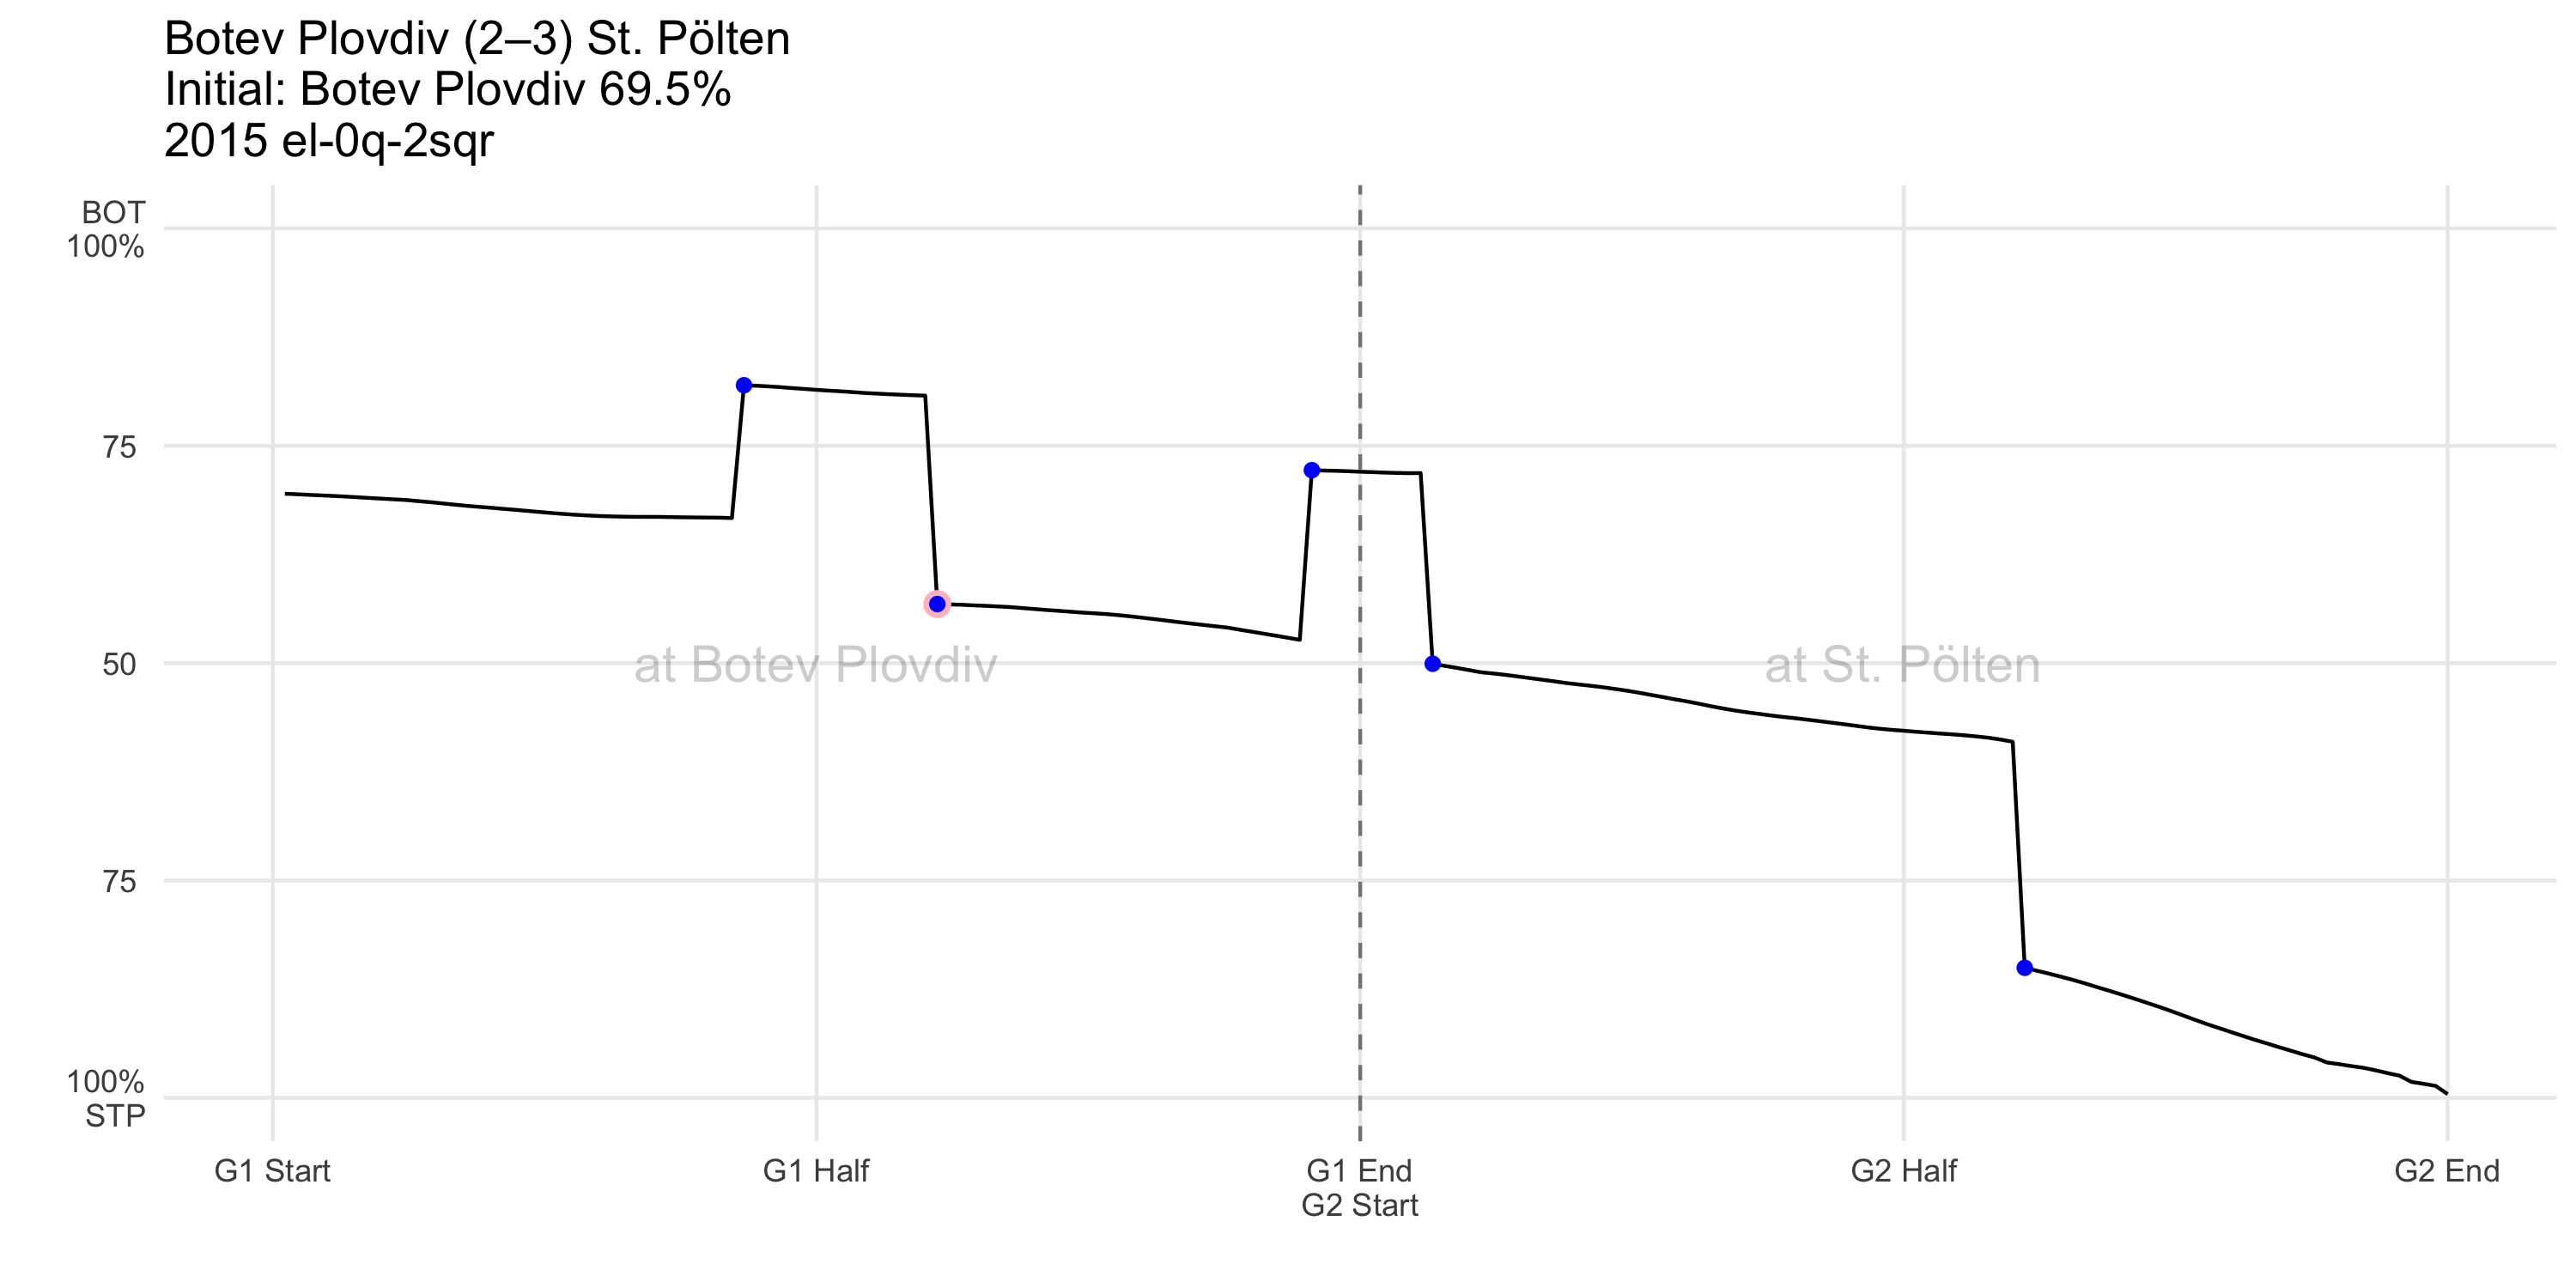 Botev Plovdiv (2–3) St. Pölten
Initial: Botev Plovdiv 69.5%
2015 el-0q-2sqr
BOT
100%
75
50
75
100%
STP
at Botev Plovdiv
at St. Pölten
G1 Start
G1 Half
G1 End
G2 Start
G2 Half
G2 End